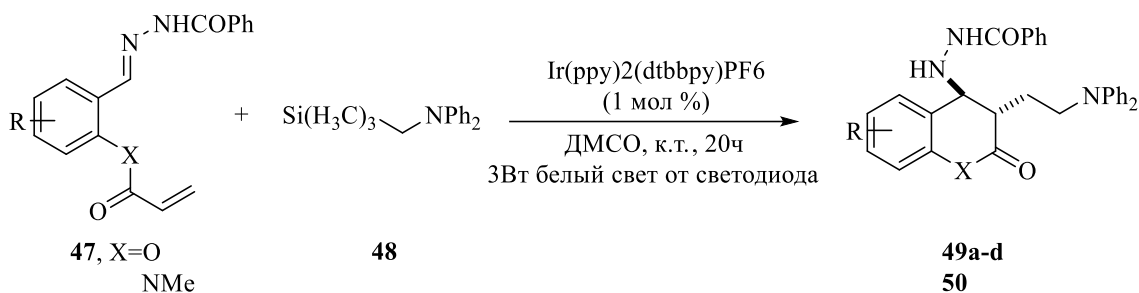 NHCOPh
N
R
X
O
+
Si(H3C)3
NPh2
Ir(ppy)2(dtbbpy)PF6
(1 мол %)
ДМСО, к.т., 20ч
3Вт белый свет от светодиода
NHCOPh
HN
NPh2
R
X
O
47, X=O
NMe
48
49a-d
50